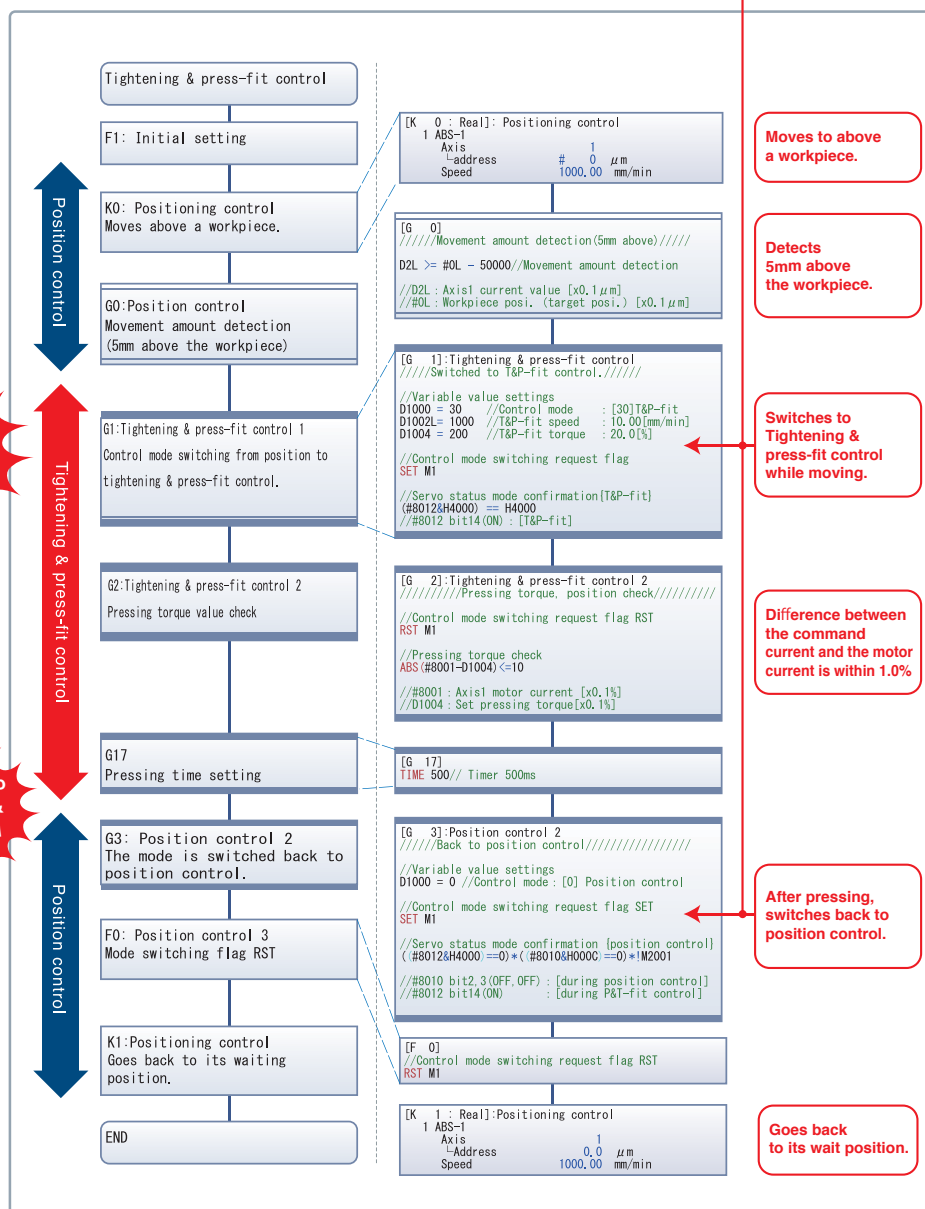 Tightening & press-fit control
F1: Initial setting
K0: Positioning control
Moves above a workpiece.
G0:Position control
Movement amount detection
(5mm above the workpiece)
G1:Tightening & press-fit control 1
Control mode switching from position to
tightening & press-fit control.
G2:Tightening & press-fit control 2
Pressing torque value check
G17
Pressing time setting
G3: Position control 2
The mode is switched back to
position control.
F0: Position control 3
Mode switching flag RST
K1:Positioning control
Goes back to its waiting
position.
END
Position control
Tightening & press-fit control
Position control
[K 0 : Real]: Positioning control
1 ABS-1
Axis 1
└address # 0 μm
Speed 1000.00 mm/min
[G 0]
//////Movement amount detection(5mm above)/////
D2L >= #0L - 50000//Movement amount detection
//D2L : Axis1 current value [x0.1μm]
//#0L : Workpiece posi. (target posi.) [x0.1μm]
[G 1]:Tightening & press-fit control
/////Switched to T&P-fit control.//////
//Variable value settings
D1000 = 30 //Control mode : [30]T&P-fit
D1002L= 1000 //T&P-fit speed : 10.00[mm/min]
D1004 = 200 //T&P-fit torque : 20.0[%]
//Control mode switching request flag
SET M1
//Servo status mode confirmation{T&P-fit}
(#8012&H4000) == H4000
//#8012 bit14(ON) : [T&P-fit]
[G 2]:Tightening & press-fit control 2
//////////Pressing torque, position check//////////
//Control mode switching request flag RST
RST M1
//Pressing torque check
ABS(#8001-D1004)<=10
//#8001 : Axis1 motor current [x0.1%]
//D1004 : Set pressing torque[x0.1%]
[G 17]
TIME 500// Timer 500ms
[G 3]:Position control 2
//////Back to position control/////////////////
//Variable value settings
D1000 = 0 //Control mode : [0] Position control
//Control mode switching request flag SET
SET M1
//Servo status mode confirmation {position control}
((#8012&H4000)==0)*((#8010&H000C)==0)*!M2001
//#8010 bit2,3(OFF,OFF) : [during position control]
//#8012 bit14(ON) : [during P&T-fit control]
[F 0]
//Control mode switching request flag RST
RST M1
[K 1 : Real]:Positioning control
1 ABS-1
Axis 1
└Address 0.0 μm
Speed 1000.00 mm/min
Moves to above
a workpiece.
Detects
5mm above
the workpiece.
Switches to
Tightening &
press-fit control
while moving.
Difference between
the command
current and the motor
current is within 1.0%
After pressing,
switches back to
position control.
Goes back
to its wait position.